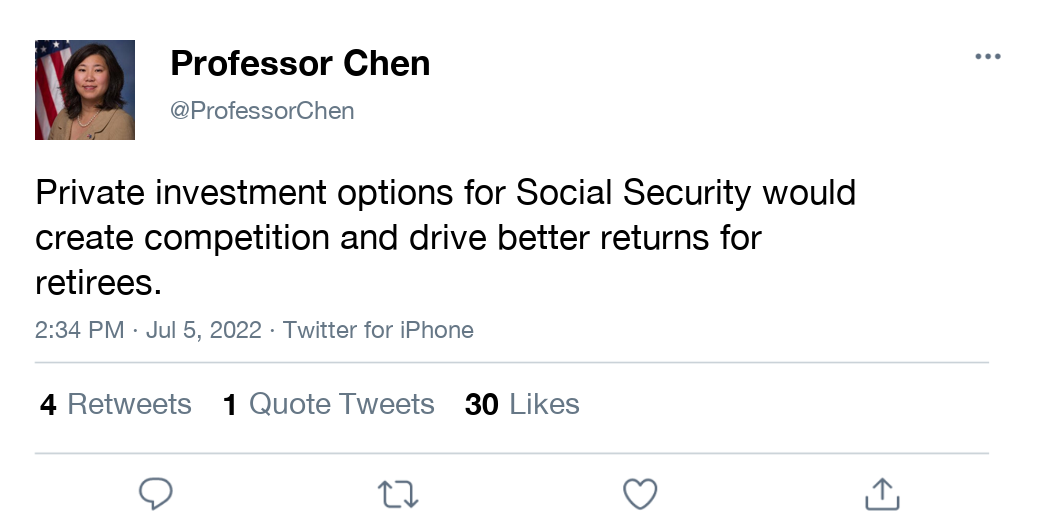 Professor Chen
@ProfessorChen
Private investment options for Social Security would
create competition and drive better returns for
retirees.
2:34 PM · Jul 5, 2022 · Twitter for iPhone
4 Retweets 1 Quote Tweets 30 Likes